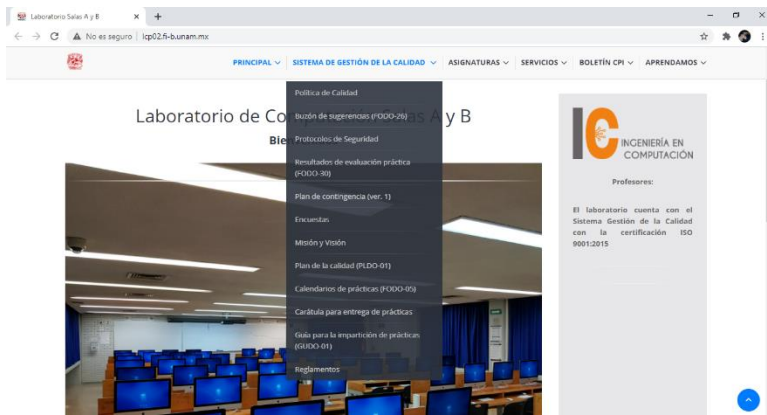 Laboratorio Salas A y B
No es seguro
lcp02.fi-b.unam.mx
PRINCIPAL
SISTEMA DE GESTIÓN DE LA CALIDAD
ASIGNATURAS
SERVICIOS
BOLETÍN CPI
APRENDAMOS
Política de Calidad
Buzón de sugerencias (FODO-26)
Protocolos de Seguridad
Resultados de evaluación práctica
(FODO-30)
Plan de contingencia (ver. 1)
Encuestas
Misión y Visión
Plan de la calidad (PLDO-01)
Calendarios de prácticas (FODO-05)
Carátula para entrega de prácticas
Guía para la impartición de prácticas
(GUDO-01)
Reglamentos
Laboratorio de Computación Salas A y B
IC
INGENIERÍA EN
COMPUTACIÓN
Profesores:
El laboratorio cuenta con el
Sistema Gestión de la Calidad
con la certificación ISO
9001:2015